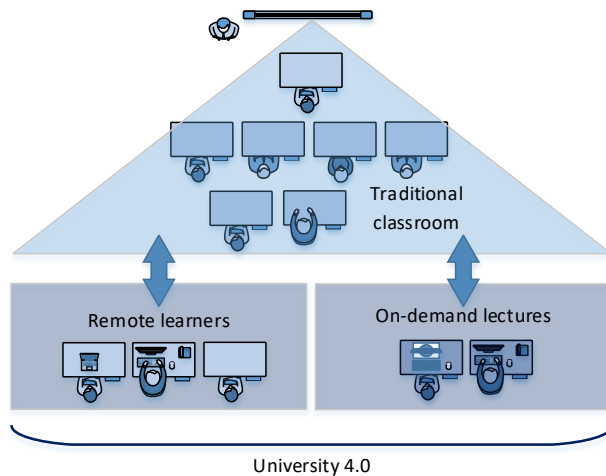 Traditional
classroom
Remote learners
On-demand lectures
University 4.0